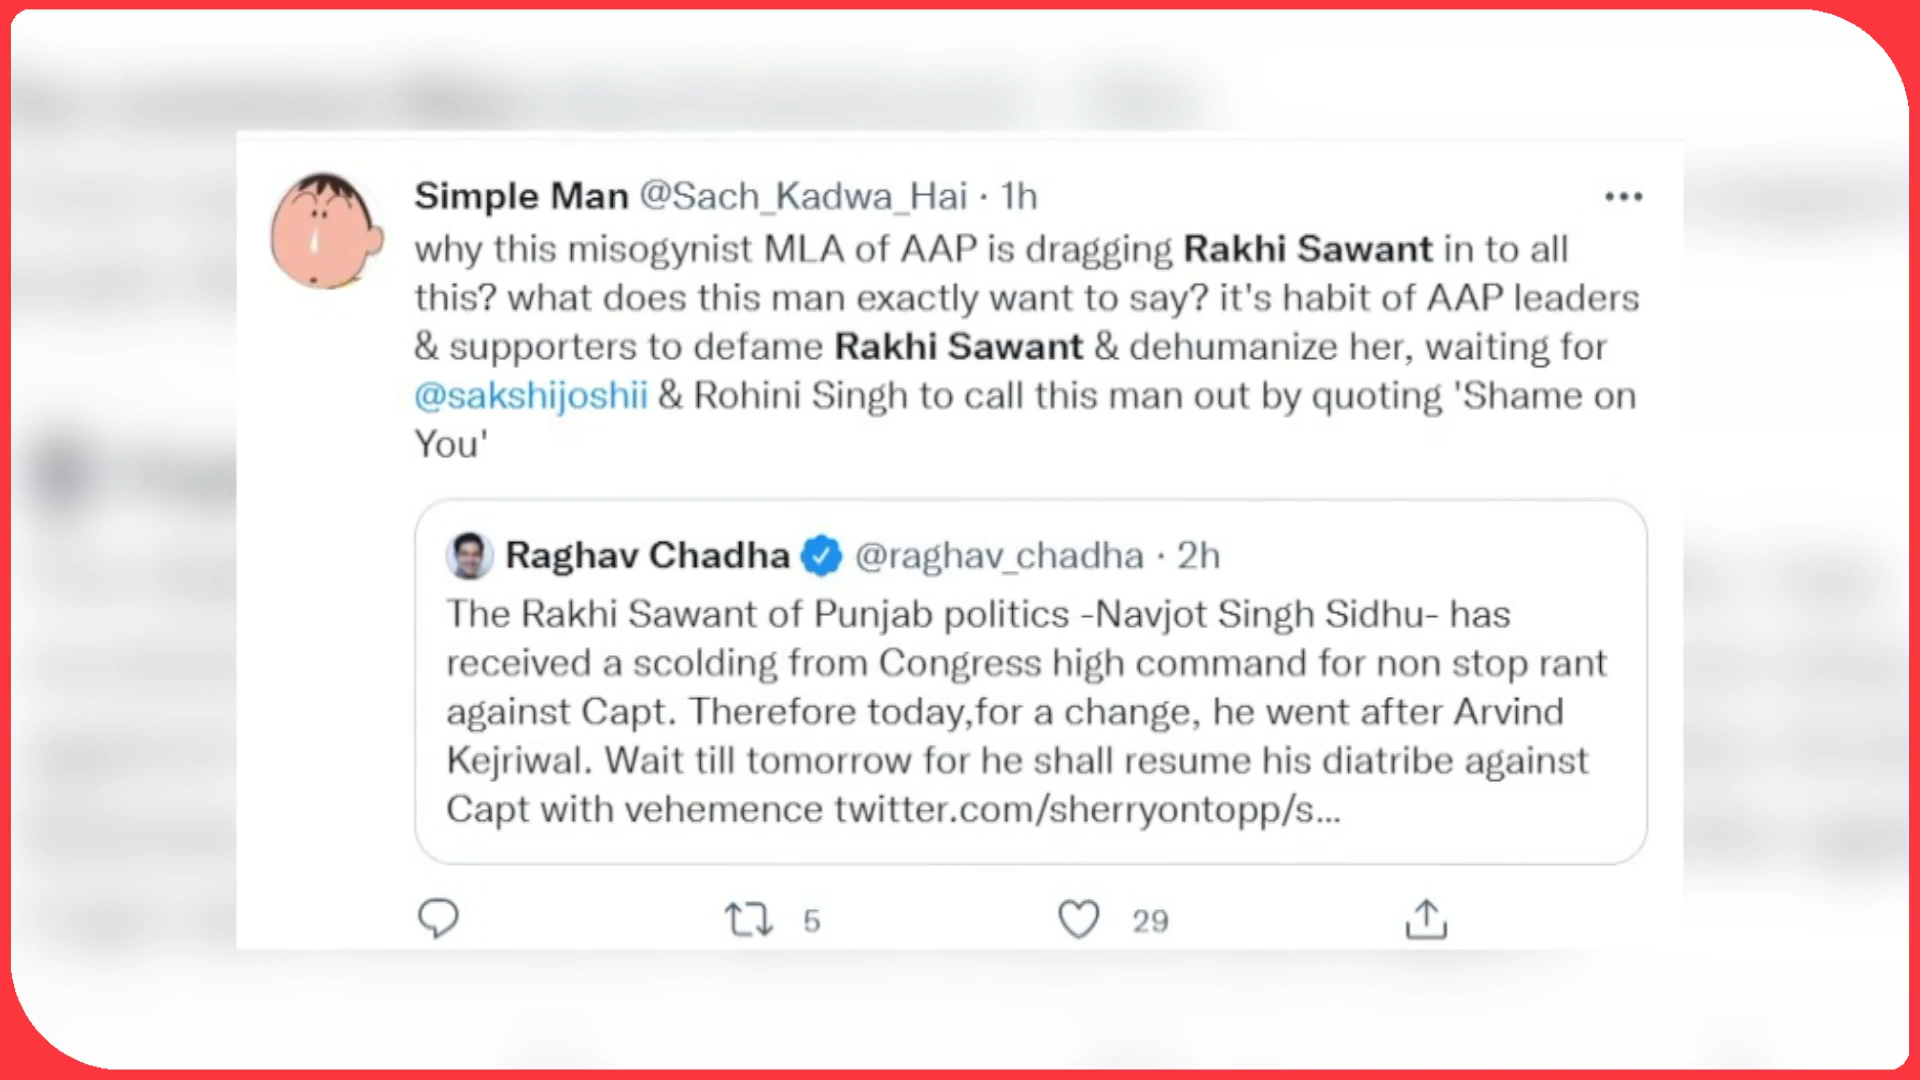 Simple Man @Sach_Kadwa_Hai · 1h
why this misogynist MLA of AAP is dragging Rakhi Sawant in to all
this? what does this man exactly want to say? it's habit of AAP leaders
& supporters to defame Rakhi Sawant & dehumanize her, waiting for
@sakshijoshii & Rohini Singh to call this man out by quoting 'Shame on
You'
Raghav Chadha @raghav_chadha · 2h
The Rakhi Sawant of Punjab politics -Navjot Singh Sidhu- has
received a scolding from Congress high command for non stop rant
against Capt. Therefore today,for a change, he went after Arvind
Kejriwal. Wait till tomorrow for he shall resume his diatribe against
Capt with vehemence twitter.com/sherryontopp/s...
5 29